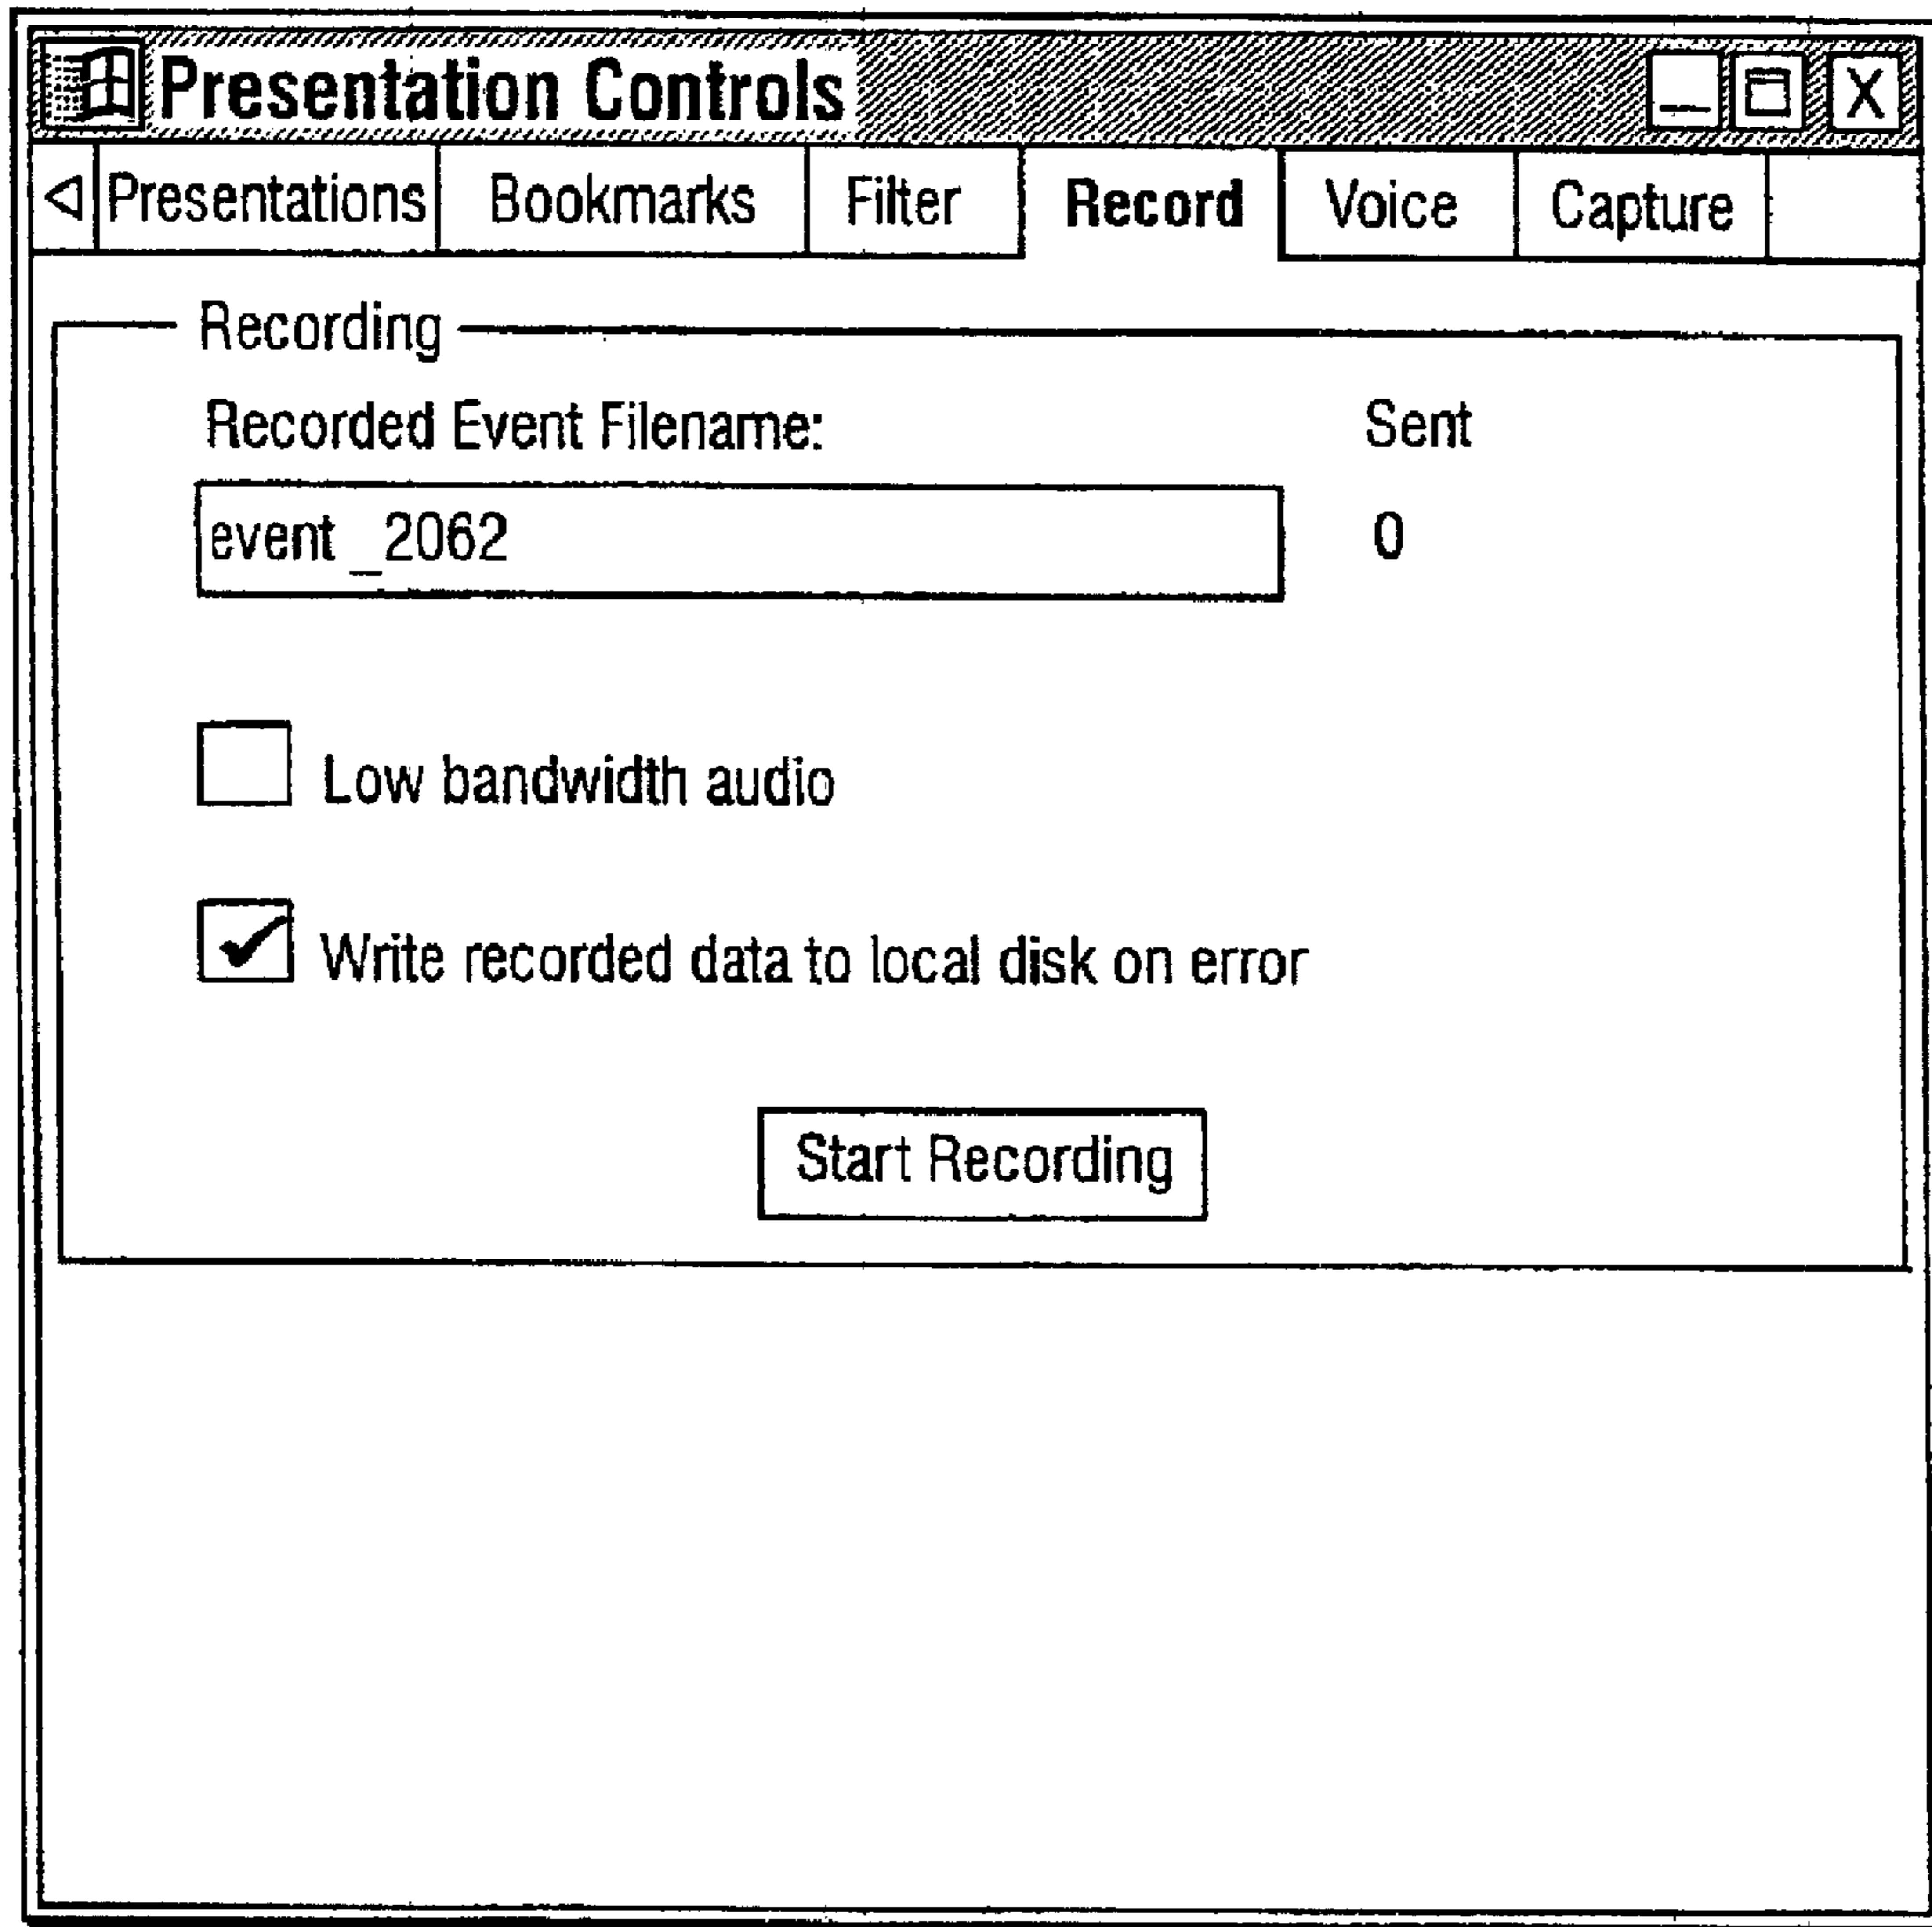 Presentation Controls
Presentations Bookmarks Filter Record Voice Capture
Recording
Recorded Event Filename: Sent
event _2062 0
Low bandwidth audio
Write recorded data to local disk on error
Start Recording